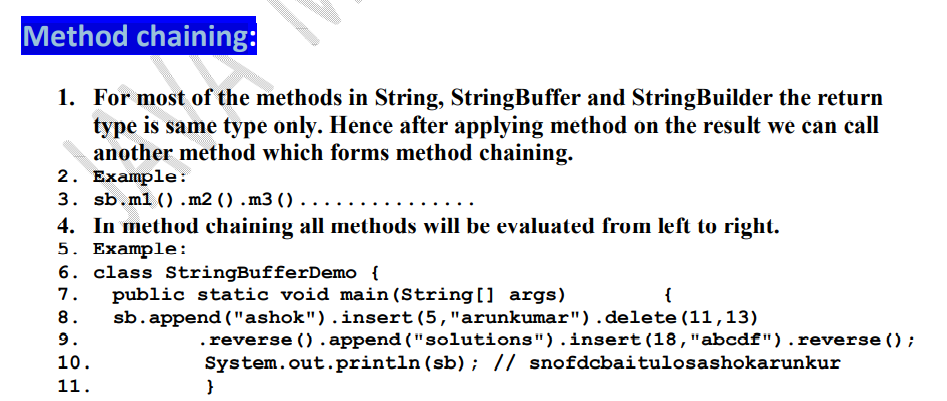 Method chaining:
1. For most of the methods in String, StringBuffer and StringBuilder the return
type is same type only. Hence after applying method on the result we can call
another method which forms method chaining.
2. Example:
3. sb.m1().m2().m3()...............
4. In method chaining all methods will be evaluated from left to right.
5. Example:
6. class StringBufferDemo {
7. public static void main(String[] args) {
8. sb.append("ashok").insert(5,"arunkumar").delete(11,13)
9. .reverse().append("solutions").insert(18,"abcdf").reverse();
10. System.out.println(sb); // snofdcbaitulosashokarunkur
11. }
JAVA